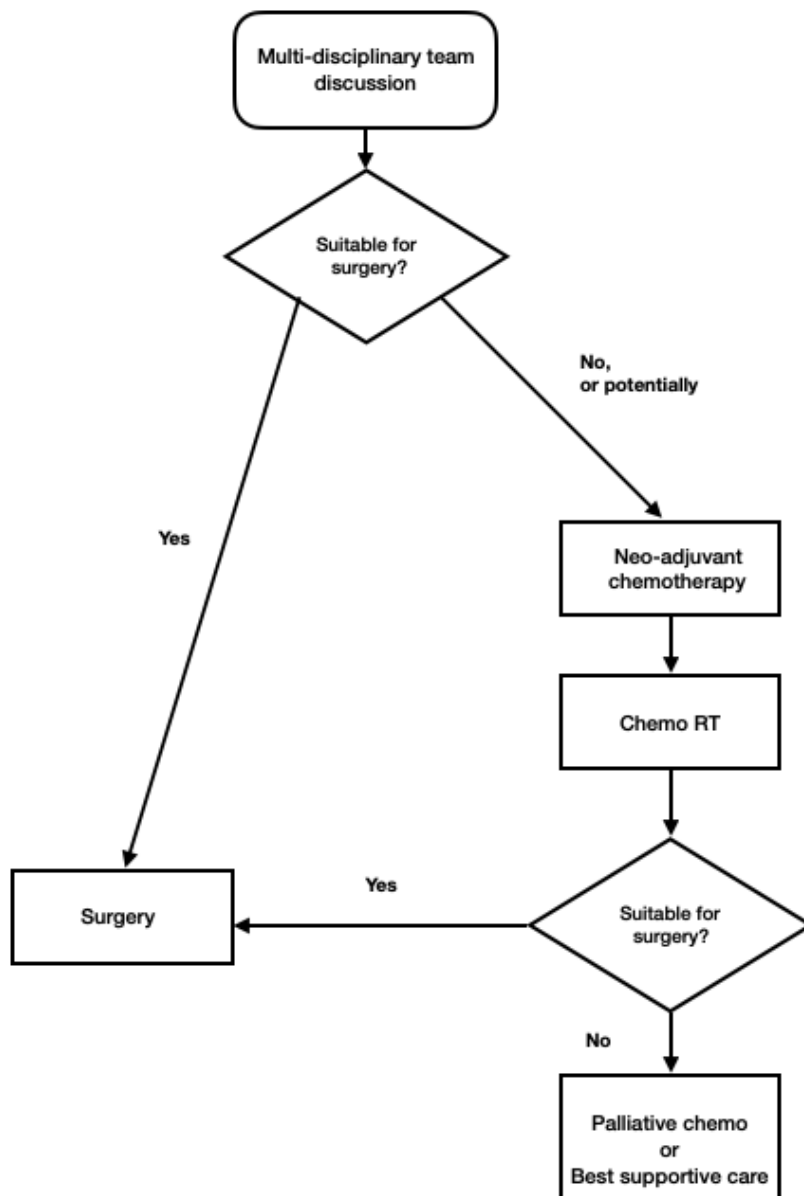 Multi-disciplinary team
discussion
Suitable for
surgery?
No,
or potentially
Yes
Neo-adjuvant
chemotherapy
Chemo RT
Yes
Surgery
Suitable for
surgery?
No
Palliative chemo
or
Best supportive care